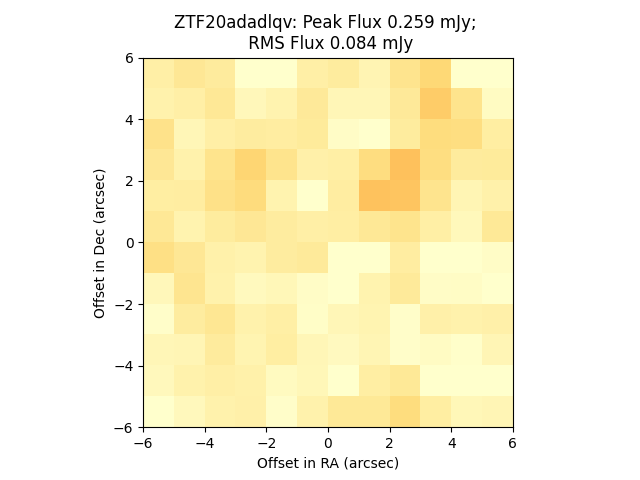 ZTF20adadlqv: Peak Flux 0.259 mJy;
RMS Flux 0.084 mJy
6
4
2
0
−2
−4
−6
Offset in Dec (arcsec)
−6 −4 −2 0 2 4 6
Offset in RA (arcsec)